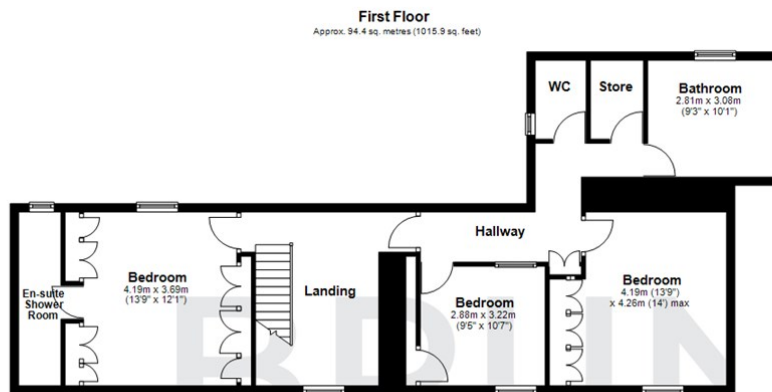 First Floor
Approx. 94.4 sq. metres (1015.9 sq. feet)
WC
Store
Bathroom
2.81m x 3.08m
(9'3" x 10'1")
Hallway
En-suite
Shower
Room
Bedroom
4.19m x 3.69m
(13'9" x 12'1")
Landing
Bedroom
2.88m x 3.22m
(9'5" x 10'7")
Bedroom
4.19m (13'9")
x 4.26m (14') max